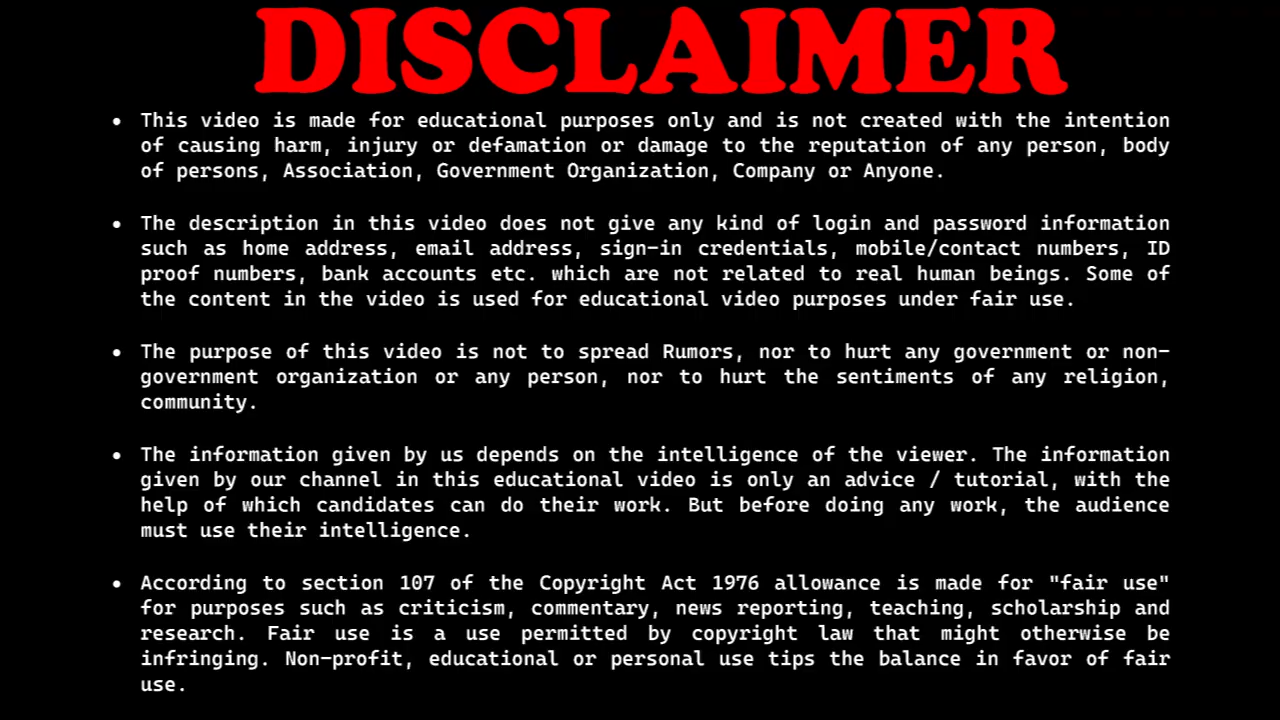 DISCLAIMER
• This video is made for educational purposes only and is not created with the intention
of causing harm, injury or defamation or damage to the reputation of any person, body
of persons, Association, Government Organization, Company or Anyone.
• The description in this video does not give any kind of login and password information
such as home address, email address, sign-in credentials, mobile/contact numbers, ID
proof numbers, bank accounts etc. which are not related to real human beings. Some of
the content in the video is used for educational video purposes under fair use.
• The purpose of this video is not to spread Rumors, nor to hurt any government or non-
government organization or any person, nor to hurt the sentiments of any religion,
community.
• The information given by us depends on the intelligence of the viewer. The information
given by our channel in this educational video is only an advice / tutorial, with the
help of which candidates can do their work. But before doing any work, the audience
must use their intelligence.
• According to section 107 of the Copyright Act 1976 allowance is made for "fair use"
for purposes such as criticism, commentary, news reporting, teaching, scholarship and
research. Fair use is a use permitted by copyright law that might otherwise be
infringing. Non-profit, educational or personal use tips the balance in favor of fair
use.